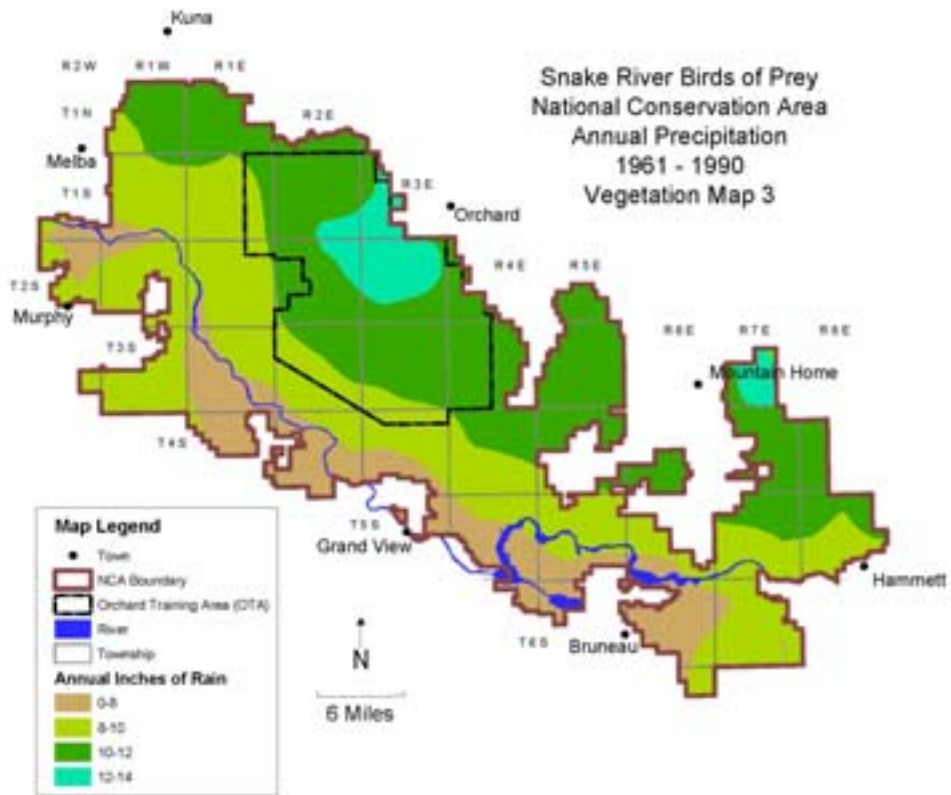 Kuna
R2W
R1W
R1E
Snake River Birds of Prey
National Conservation Area
Annual Precipitation
1961 - 1990
Vegetation Map 3
T1N
R2E
Melba
R3E
T1S
Orchard
R4E
R5E
T2S
Murphy
R6E
R7E
R8E
T3S
Mountain Home
T4S
Map Legend
Town
NCA Boundary
Orchard Training Area (OTA)
River
Township
Annual Inches of Rain
0-8
8-10
10-12
12-14
T5S
Grand View
Hammett
T6S
Bruneau
N
6 Miles